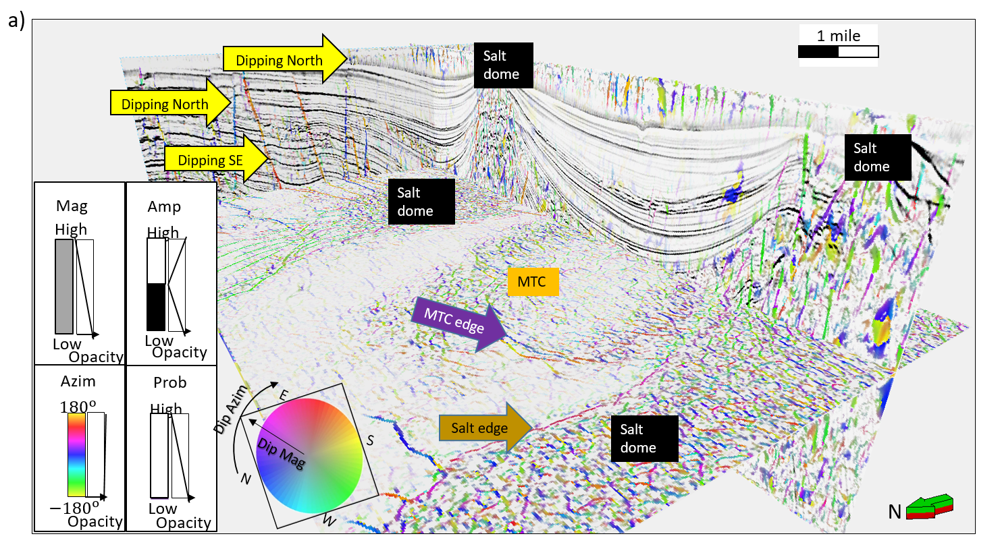 a)
1 mile
Dipping North
Salt
dome
Dipping North
Salt
dome
Dipping SE
Salt
dome
Mag
High
Low
Opacity
Amp
High
Low
Opacity
MTC
MTC edge
Azim
180°
−180°
Opacity
Prob
High
Low
Opacity
Dip Azim
E
Dip Mag
S
N
W
Salt edge
Salt
dome
N